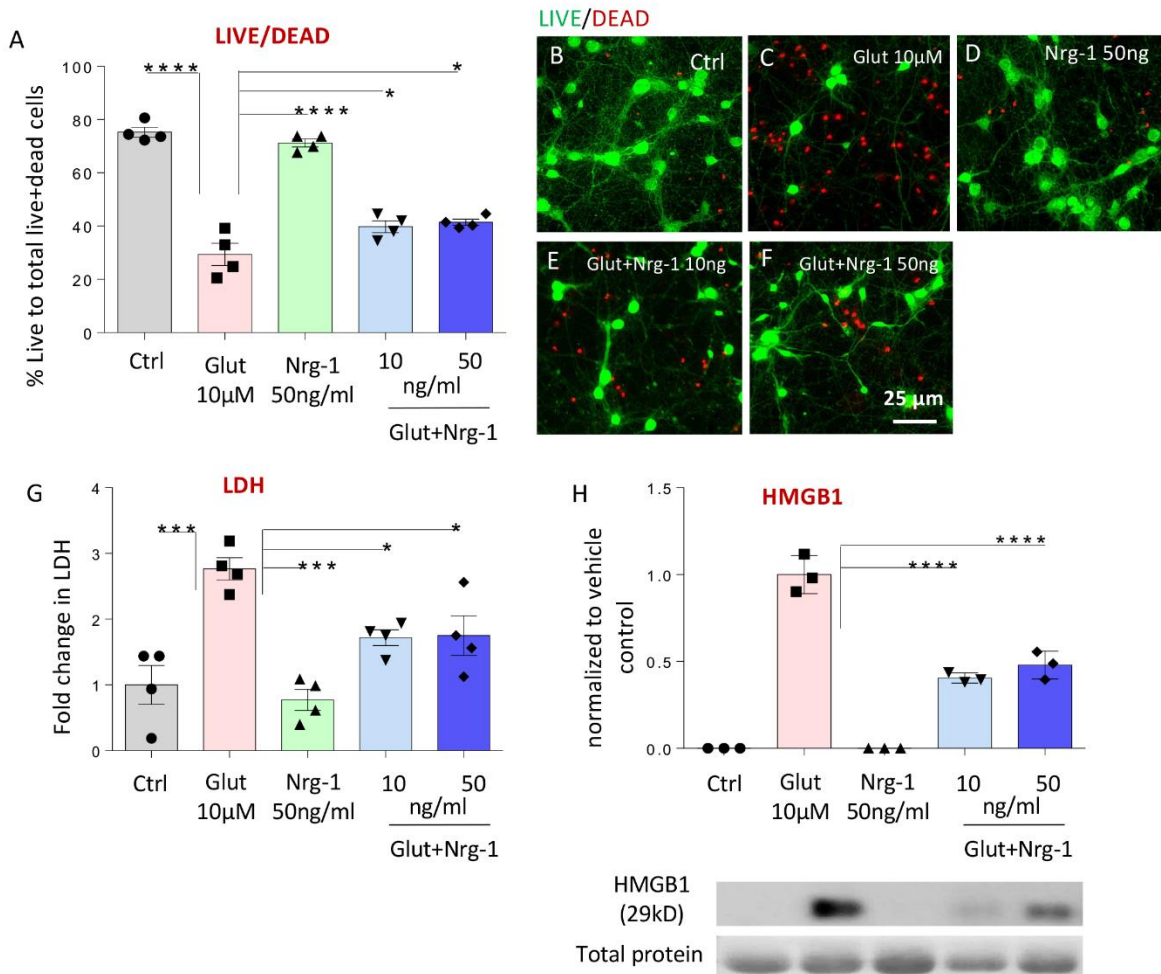 A
LIVE/DEAD
% Live to total live+dead cells
100
80
60
40
20
0
****
****
*
*
Ctrl
Glut
10µM
Nrg-1
50ng/ml
10
50
ng/ml
Glut+Nrg-1
LIVE/DEAD
B
Ctrl
C
Glut 10µM
D
Nrg-1 50ng
E
Glut+Nrg-1 10ng
F
Glut+Nrg-1 50ng
25 µm
G
LDH
Fold change in LDH
4
3
2
1
0
***
***
*
*
Ctrl
Glut
10µM
Nrg-1
50ng/ml
10
50
ng/ml
Glut+Nrg-1
H
HMGB1
normalized to vehicle
control
1.5
1.0
0.5
0.0
****
****
Ctrl
Glut
10µM
Nrg-1
50ng/ml
10
50
ng/ml
Glut+Nrg-1
HMGB1
(29kD)
Total protein